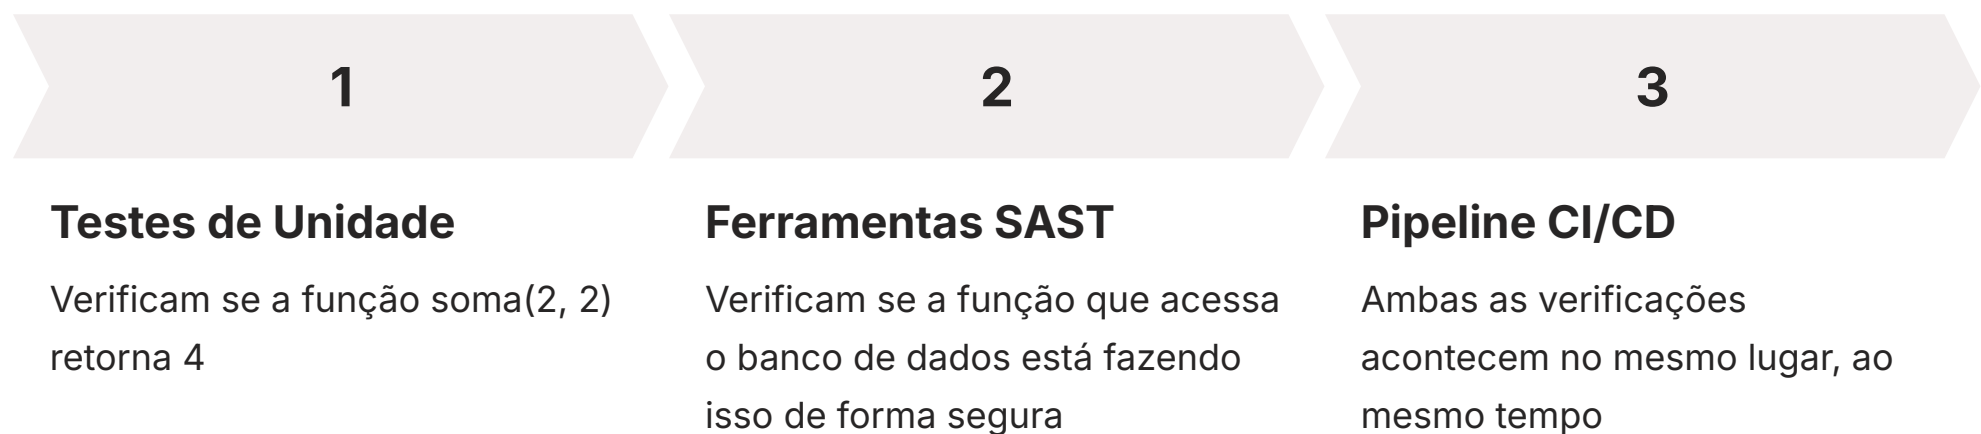 1
Testes de Unidade
Verificam se a função soma(2, 2)
retorna 4
2
Ferramentas SAST
Verificam se a função que acessa
o banco de dados está fazendo
isso de forma segura
3
Pipeline CI/CD
Ambas as verificações
acontecem no mesmo lugar, ao
mesmo tempo